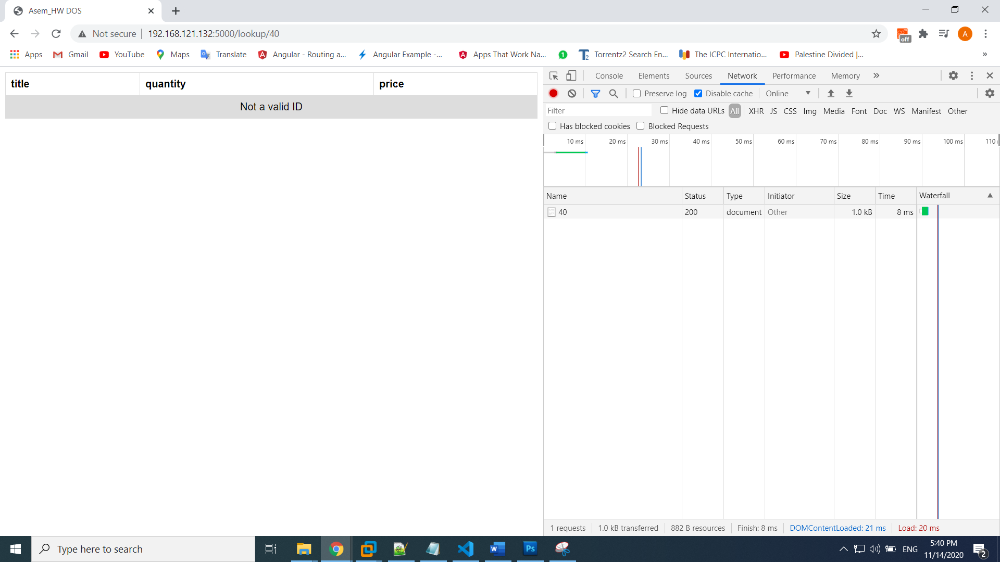 Asem_HW DOS
Not secure | 192.168.121.132:5000/lookup/40
off
A
Apps Gmail YouTube Maps Translate Angular - Routing a... Angular Example -... Apps That Work Na... 1 Torrentz2 Search En... The ICPC Internatio... Palestine Divided |... »
title quantity price
Not a valid ID
Console Elements Sources Network Performance Memory »
Preserve log Disable cache Online
Filter Hide data URLs All XHR JS CSS Img Media Font Doc WS Manifest Other
Has blocked cookies Blocked Requests
10 ms 20 ms 30 ms 40 ms 50 ms 60 ms 70 ms 80 ms 90 ms 100 ms 110
Name Status Type Initiator Size Time Waterfall
40 200 document Other 1.0 kB 8 ms
1 requests 1.0 kB transferred 882 B resources Finish: 8 ms DOMContentLoaded: 21 ms Load: 20 ms
Type here to search
W
Ps
ENG
5:40 PM
11/14/2020
2